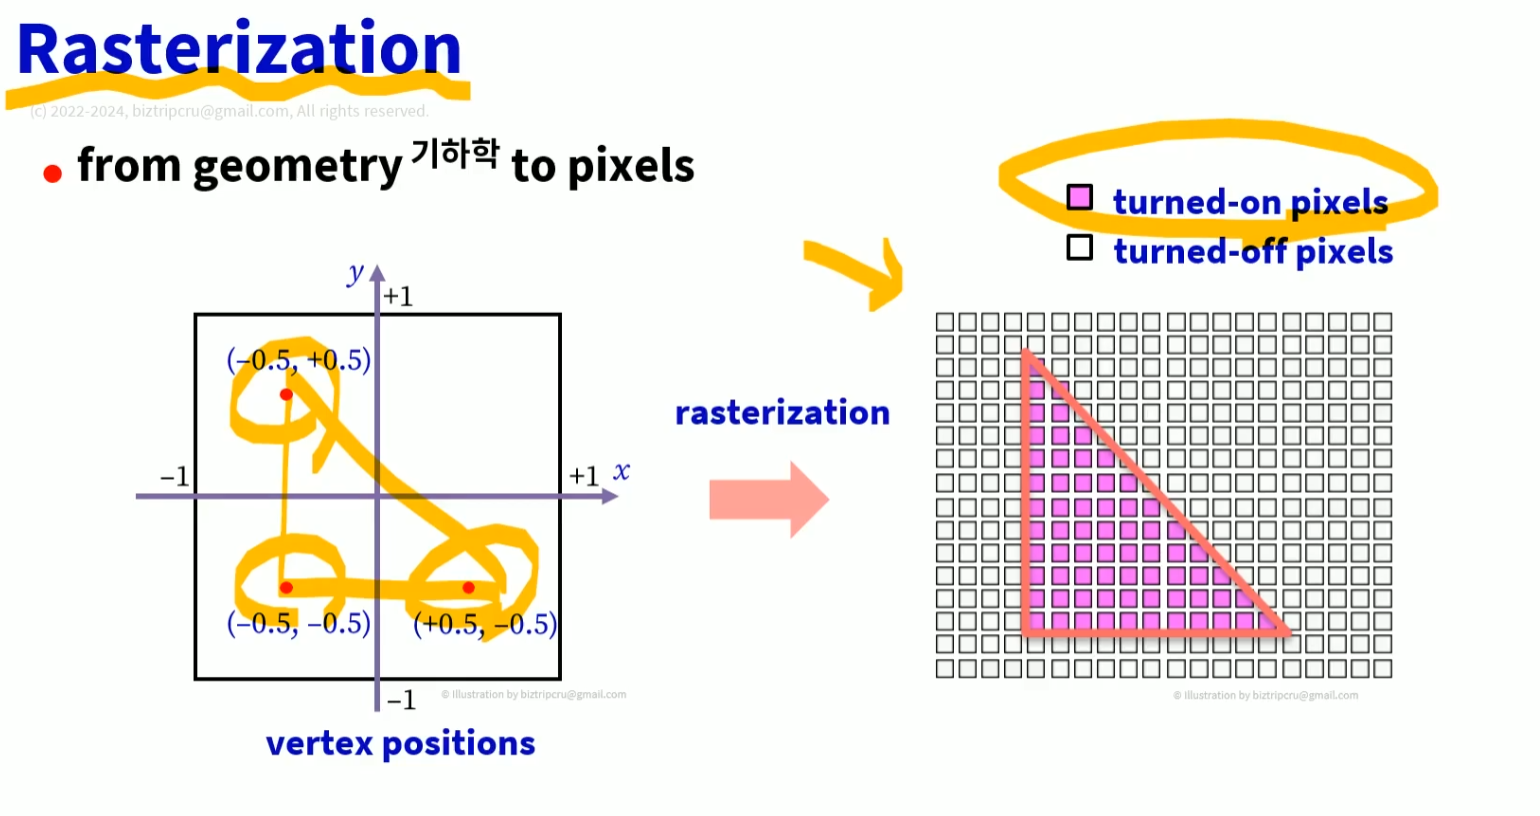 Rasterization
(c) 2022-2024, biztripcru@gmail.com, All rights reserved.
• from geometry 기하학 to pixels
turned-on pixels
turned-off pixels
y
+1
(–0.5, +0.5)
rasterization
–1
+1 x
(–0.5, –0.5) (+0.5, –0.5)
–1
© illustration by biztripcru@gmail.com
© illustration by biztripcru@gmail.com
vertex positions